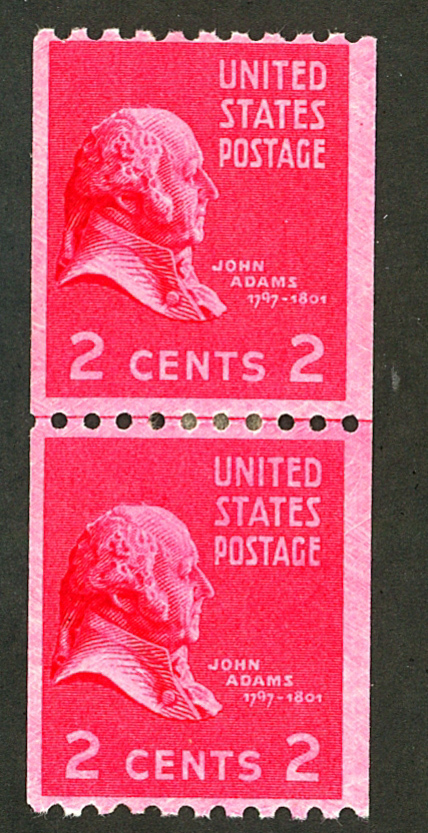 UNITED
STATES
POSTAGE
JOHN
ADAMS
1797-1801
2 CENTS 2
UNITED
STATES
POSTAGE
JOHN
ADAMS
1797-1801
2 CENTS 2